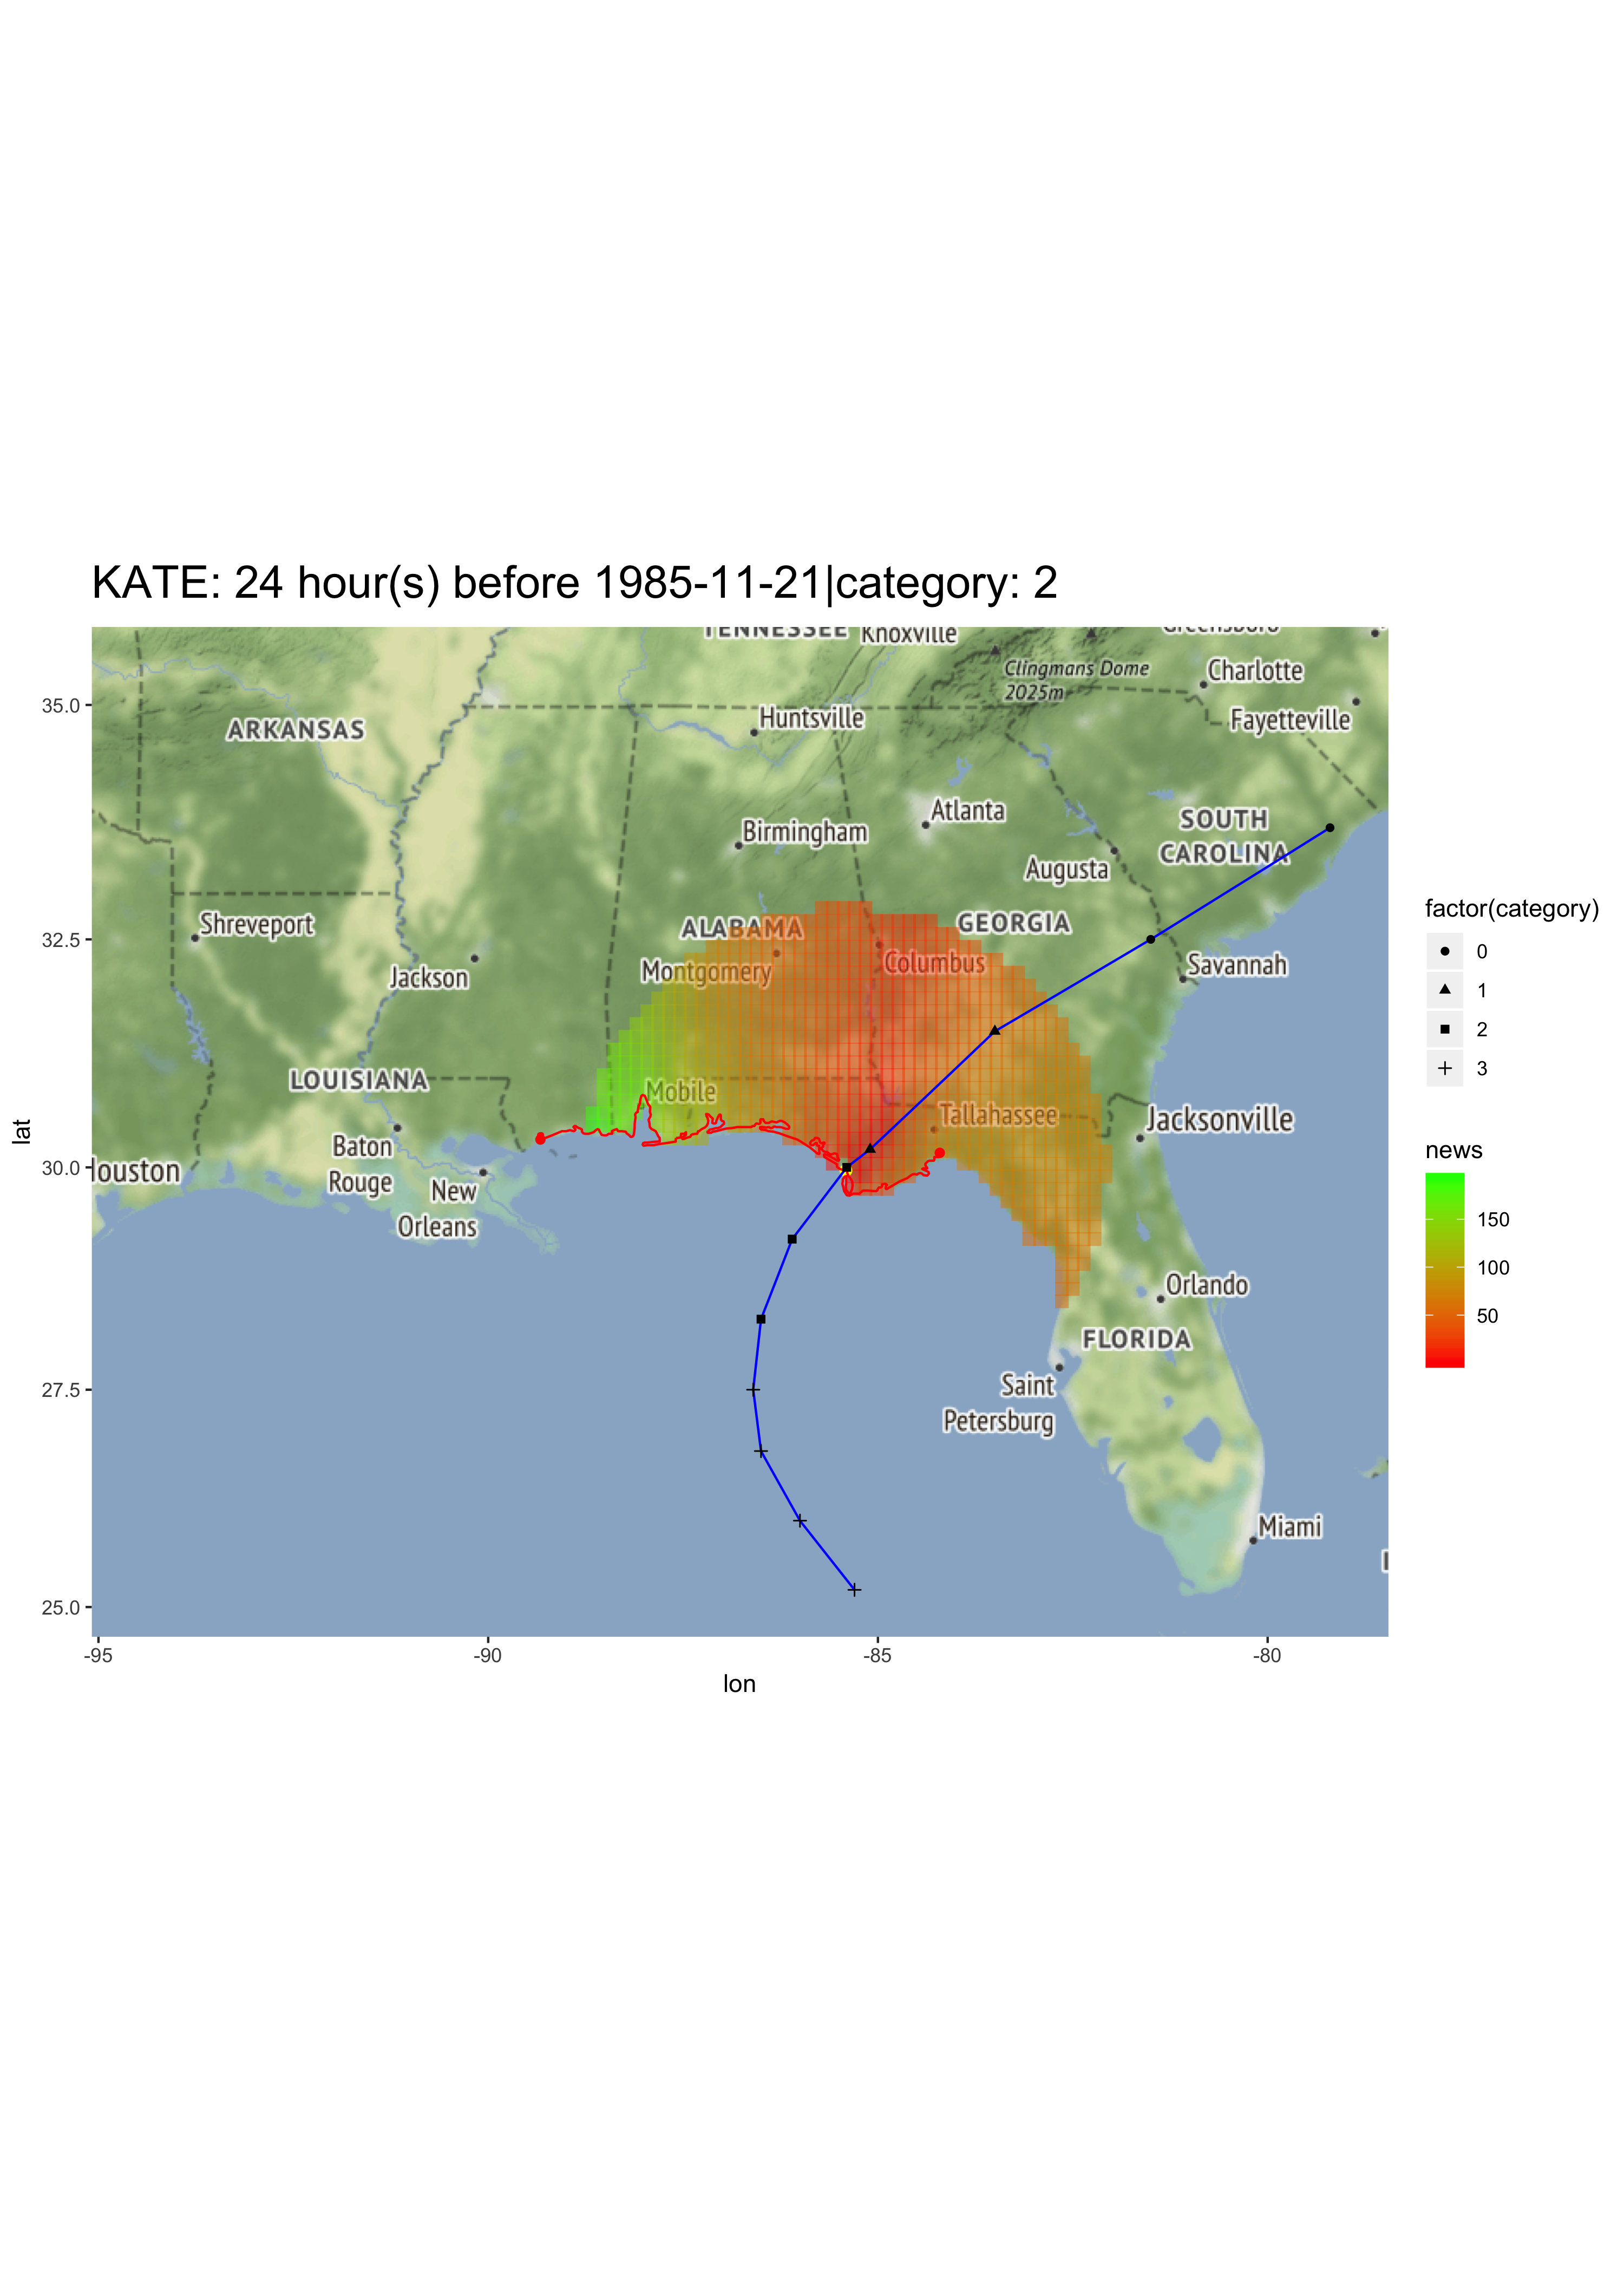 KATE: 24 hour(s) before 1985-11-21|category: 2
TENNESSEE
Knoxville
Greensboro
Clingmans Dome
2025m
Charlotte
Fayetteville
Huntsville
ARKANSAS
35.0
Atlanta
Birmingham
SOUTH
CAROLINA
Augusta
Shreveport
ALABAMA
GEORGIA
32.5
Jackson
Montgomery
Columbus
Savannah
LOUISIANA
Mobile
Tallahassee
Jacksonville
Baton
Rouge
30.0
louston
New
Orleans
Orlando
FLORIDA
27.5
Saint
Petersburg
Miami
25.0
-95
-90
-85
-80
lon
lat
factor(category)
0
1
2
3
news
150
100
50